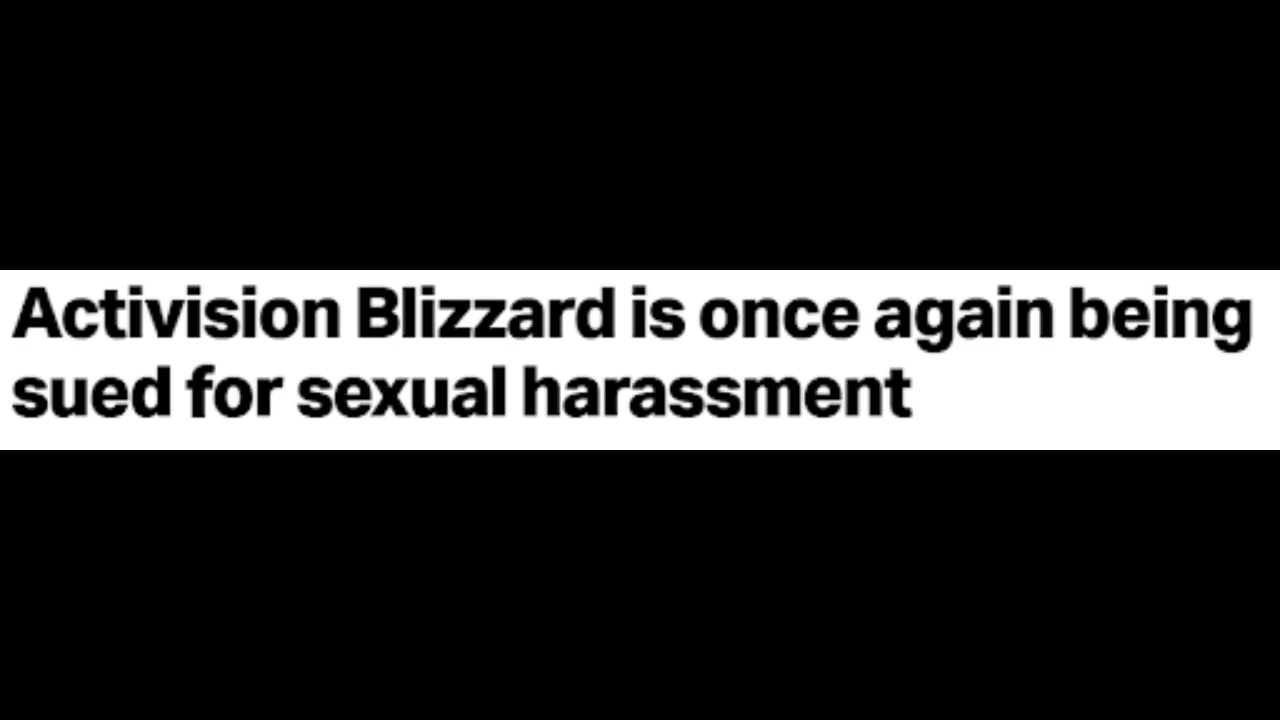 Activision Blizzard is once again being
sued for sexual harassment